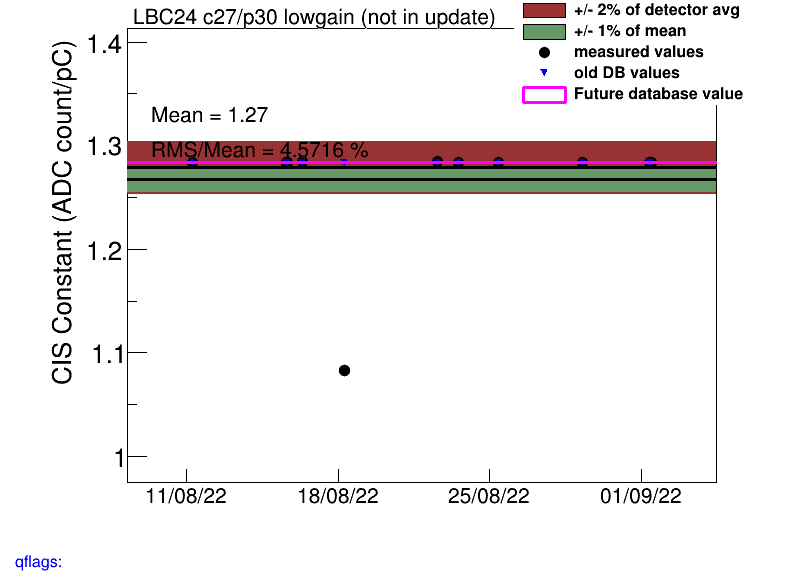 LBC24 c27/p30 lowgain (not in update)
+/- 2% of detector avg
+/- 1% of mean
measured values
old DB values
Future database value
Mean = 1.27
RMS/Mean = 4.5716 %
CIS Constant (ADC count/pC)
1.4
1.3
1.2
1.1
1
11/08/22 18/08/22 25/08/22 01/09/22
qflags: